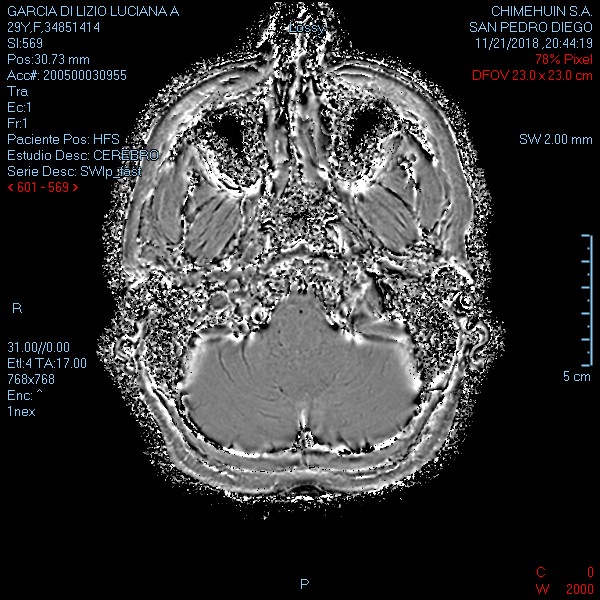 GARCIA DI LIZIO LUCIANA A
29Y,F,34851414
Sl:569
Pos:30.73 mm
Acc#: 200500030955
Tra
Ec:1
Fr:1
Paciente Pos: HFS
Estudio Desc: CEREBRO
Serie Desc: SWIp_fast
< 601 - 569 >
Lossy
CHIMEHUIN S.A.
SAN PEDRO DIEGO
11/21/2018 ,20:44:19
78% Pixel
DFOV 23.0 x 23.0 cm
SW 2.00 mm
R
31.00//0.00
Etl:4 TA:17.00
768x768
Enc: ^
1nex
5 cm
P
C 0
W 2000